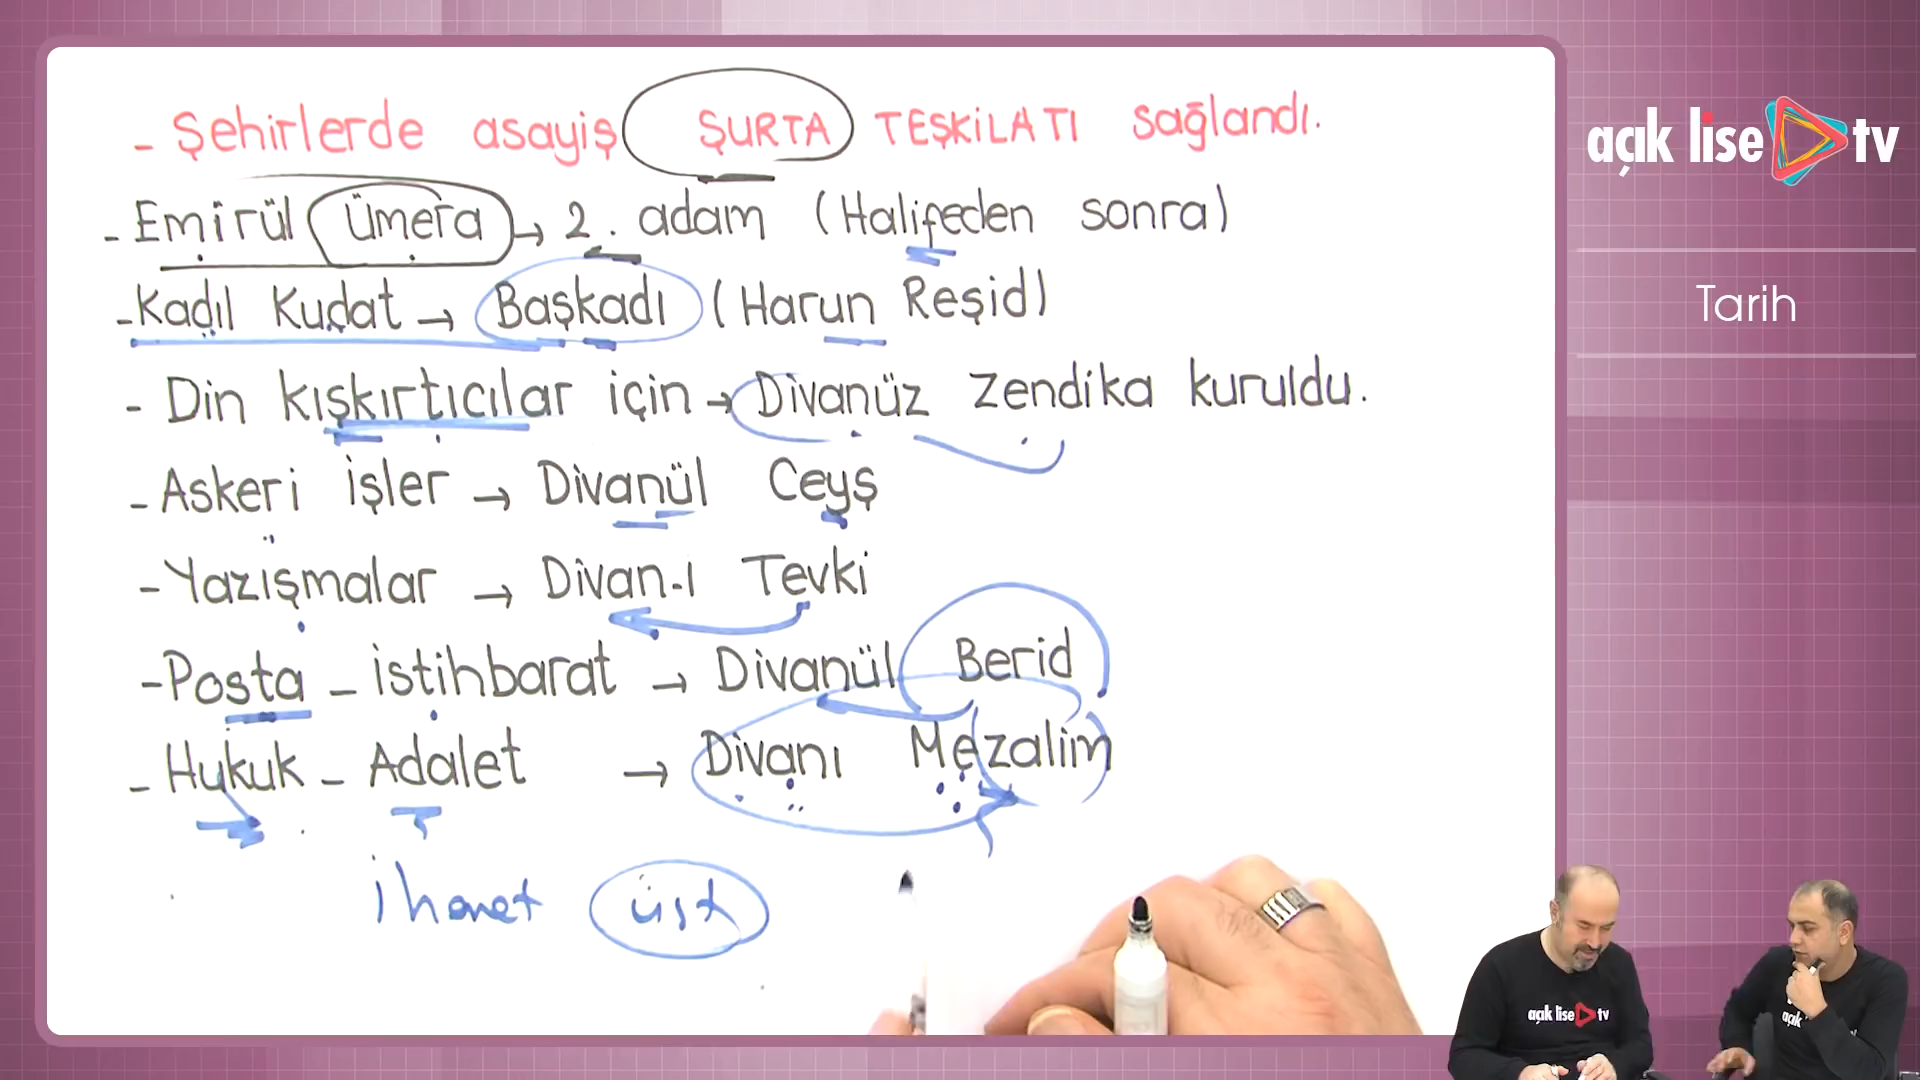 - Şehirlerde asayiş ŞURTA TEŞKİLATI sağlandı.
- Emirül Ümera → 2. adam (Halifeden sonra)
- Kadıl Kudat → Başkadı (Harun Reşid)
- Din kışkırtıcılar için → Divanüz Zendika kuruldu.
- Askeri işler → Divanül Ceyş
- Yazışmalar → Divan-ı Tevki
- Posta - istihbarat → Divanül Berid
- Hukuk - Adalet → Divanı Mezalim
ihanet üst
açık lise tv
Tarih
açık lise tv
açık